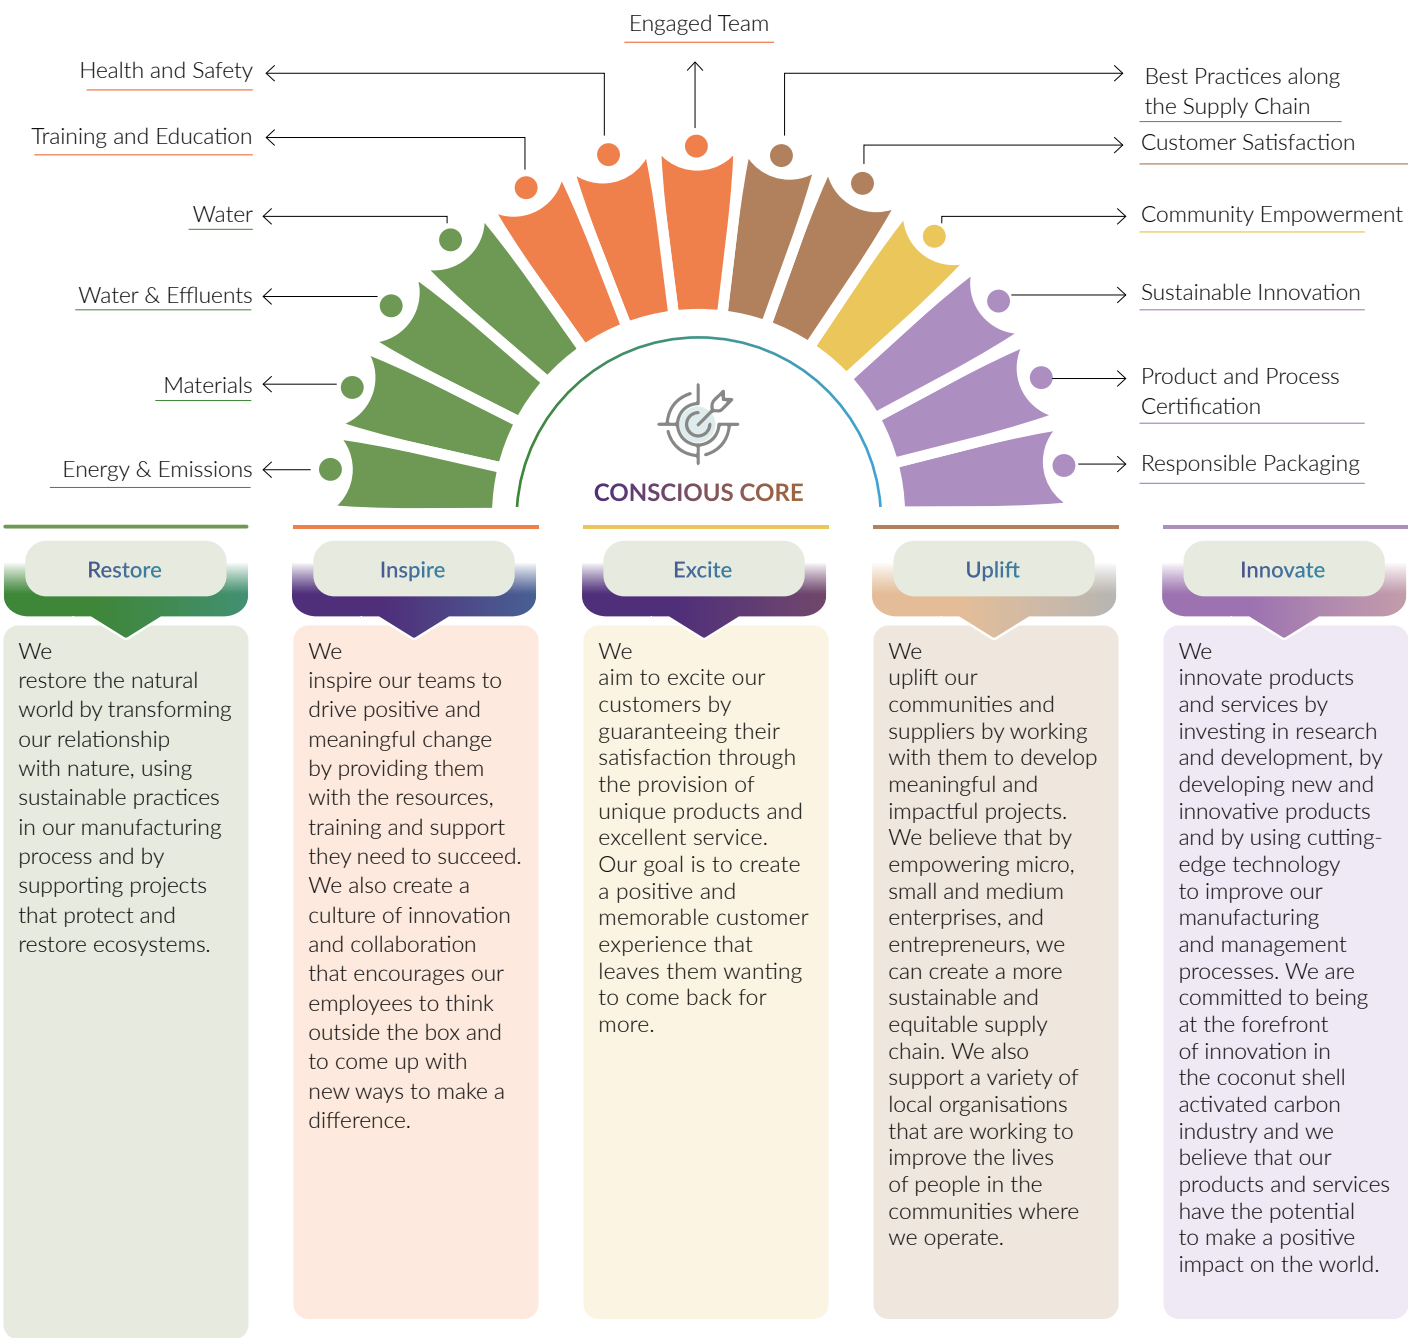 Engaged Team
Health and Safety
Training and Education
Water
Water & Effluents
Materials
Energy & Emissions
Best Practices along
the Supply Chain
Customer Satisfaction
Community Empowerment
Sustainable Innovation
Product and Process
Certification
Responsible Packaging
CONSCIOUS CORE
Restore
We
restore the natural
world by transforming
our relationship
with nature, using
sustainable practices
in our manufacturing
process and by
supporting projects
that protect and
restore ecosystems.
Inspire
We
inspire our teams to
drive positive and
meaningful change
by providing them
with the resources,
training and support
they need to succeed.
We also create a
culture of innovation
and collaboration
that encourages our
employees to think
outside the box and
to come up with
new ways to make a
difference.
Excite
We
aim to excite our
customers by
guaranteeing their
satisfaction through
the provision of
unique products and
excellent service.
Our goal is to create
a positive and
memorable customer
experience that
leaves them wanting
to come back for
more.
Uplift
We
uplift our
communities and
suppliers by working
with them to develop
meaningful and
impactful projects.
We believe that by
empowering micro,
small and medium
enterprises, and
entrepreneurs, we
can create a more
sustainable and
equitable supply
chain. We also
support a variety of
local organisations
that are working to
improve the lives
of people in the
communities where
we operate.
Innovate
We
innovate products
and services by
investing in research
and development, by
developing new and
innovative products
and by using cutting-
edge technology
to improve our
manufacturing
and management
processes. We are
committed to being
at the forefront
of innovation in
the coconut shell
activated carbon
industry and we
believe that our
products and services
have the potential
to make a positive
impact on the world.